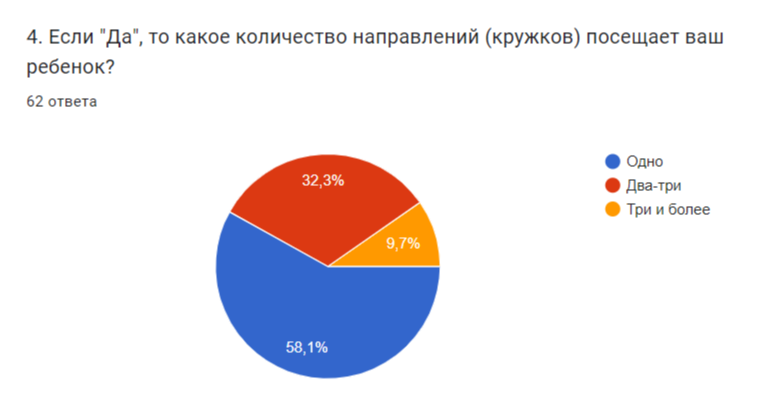 4. Если "Да", то какое количество направлений (кружков) посещает ваш
ребенок?
62 ответа
32,3%
9,7%
58,1%
Одно
Два-три
Три и более